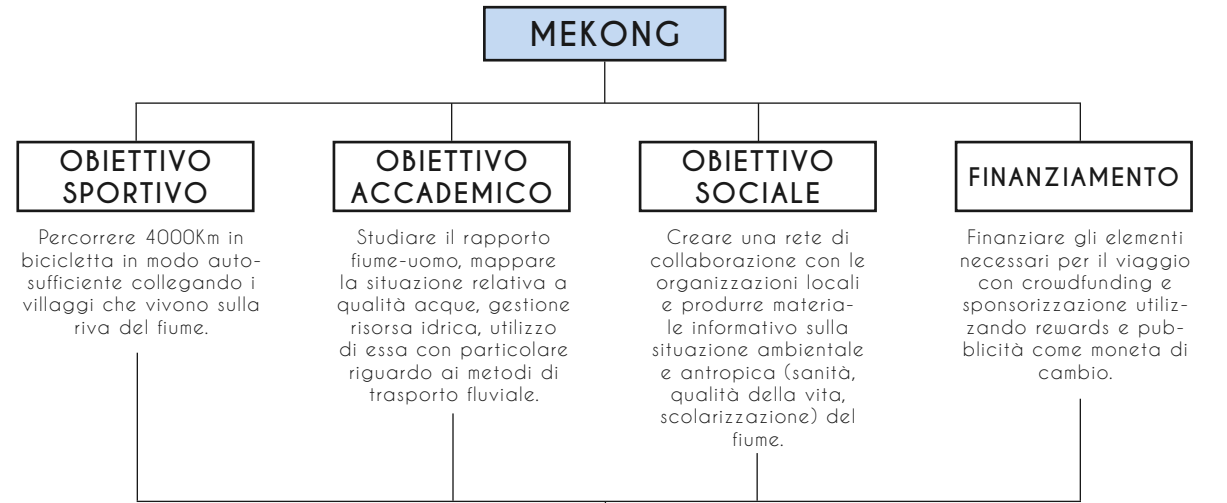 MEKONG
OBIETTIVO
SPORTIVO
Percorrere 4000Km in
bicicletta in modo auto-
sufficiente collegando i
villaggi che vivono sulla
riva del fiume.
OBIETTIVO
ACCADEMICO
Studiare il rapporto
fiume-uomo, mappare
la situazione relativa a
qualità acque, gestione
risorsa idrica, utilizzo
di essa con particolare
riguardo ai metodi di
trasporto fluviale.
OBIETTIVO
SOCIALE
Creare una rete di
collaborazione con le
organizzazioni locali
e produrre materia-
le informativo sulla
situazione ambientale
e antropica (sanità,
qualità della vita,
scolarizzazione) del
fiume.
FINANZIAMENTO
Finanziare gli elementi
necessari per il viaggio
con crowdfunding e
sponsorizzazione utiliz-
zando rewards e pub-
blicità come moneta di
cambio.